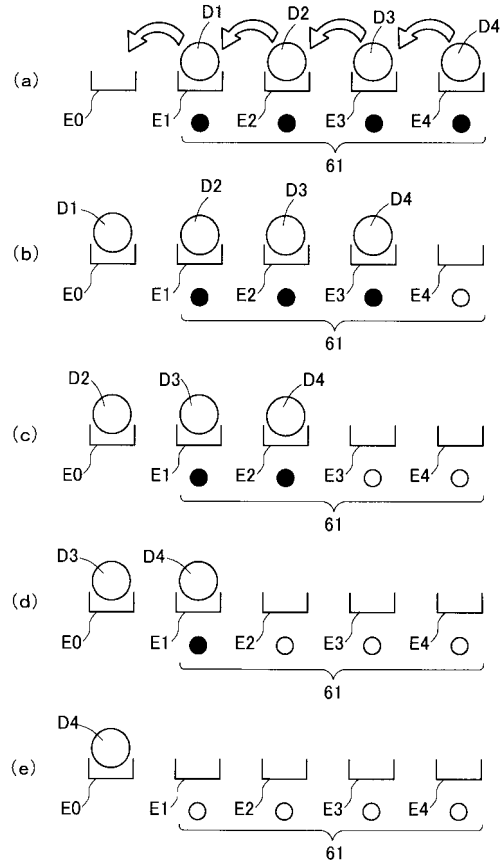 D1 D2 D3 D4
(a)
E0 E1 E2 E3 E4
61
D1 D2 D3 D4
(b)
E0 E1 E2 E3 E4
61
D2 D3 D4
(c)
E0 E1 E2 E3 E4
61
D3 D4
(d)
E0 E1 E2 E3 E4
61
D4
(e)
E0 E1 E2 E3 E4
61